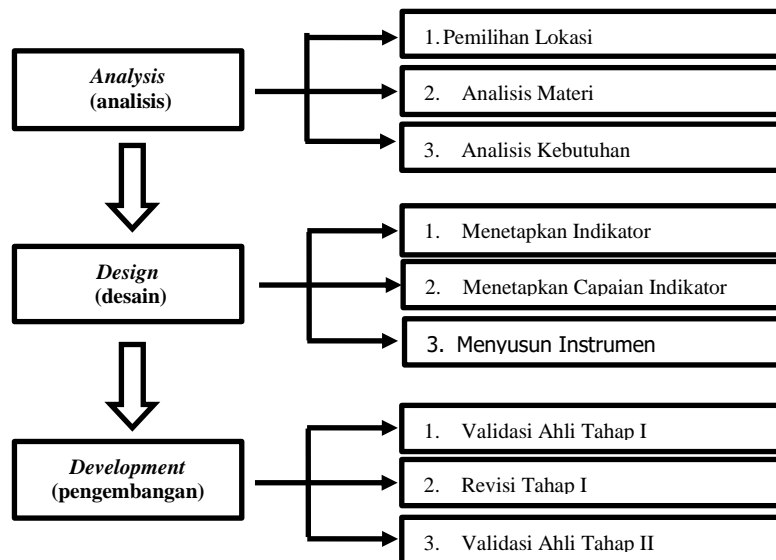 Analysis
(analisis)
1. Pemilihan Lokasi
2. Analisis Materi
3. Analisis Kebutuhan
Design
(desain)
1. Menetapkan Indikator
2. Menetapkan Capaian Indikator
3. Menyusun Instrumen
Development
(pengembangan)
1. Validasi Ahli Tahap I
2. Revisi Tahap I
3. Validasi Ahli Tahap II